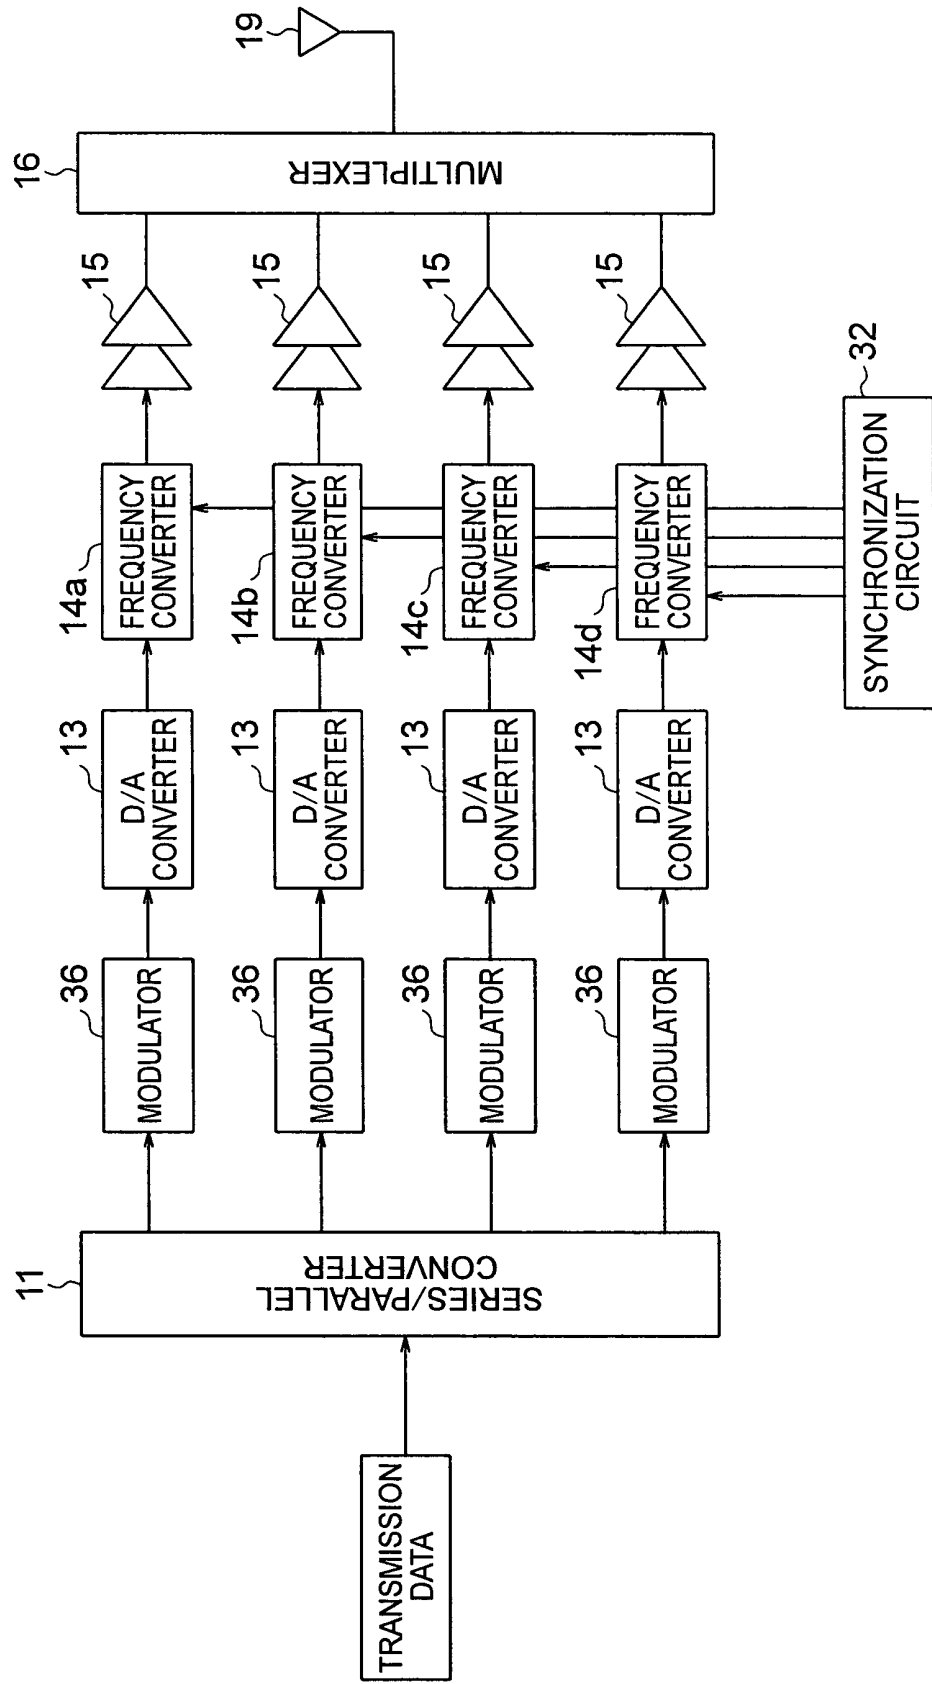 TRANSMISSION
DATA
11
SERIES/PARALLEL
CONVERTER
36
MODULATOR
13
D/A
CONVERTER
14a
FREQUENCY
CONVERTER
15
36
MODULATOR
13
D/A
CONVERTER
14b
FREQUENCY
CONVERTER
15
36
MODULATOR
13
D/A
CONVERTER
14c
FREQUENCY
CONVERTER
15
36
MODULATOR
13
D/A
CONVERTER
14d
FREQUENCY
CONVERTER
15
16
MULTIPLEXER
19
32
SYNCHRONIZATION
CIRCUIT